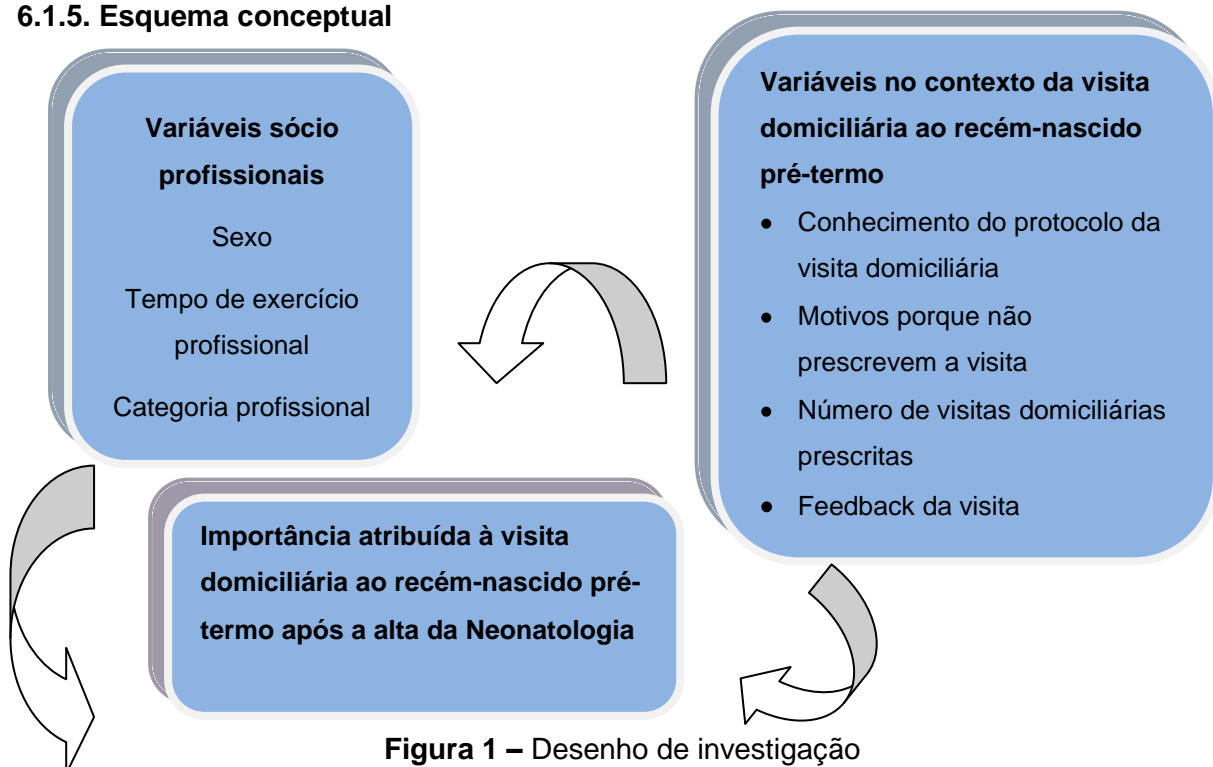 6.1.5. Esquema conceptual
Variáveis sócio
profissionais
Sexo
Tempo de exercício
profissional
Categoria profissional
Variáveis no contexto da visita
domiciliária ao recém-nascido
pré-termo
• Conhecimento do protocolo da
visita domiciliária
• Motivos porque não
prescrevem a visita
• Número de visitas domiciliárias
prescritas
• Feedback da visita
Importância atribuída à visita
domiciliária ao recém-nascido pré-
termo após a alta da Neonatologia
Figura 1 – Desenho de investigação